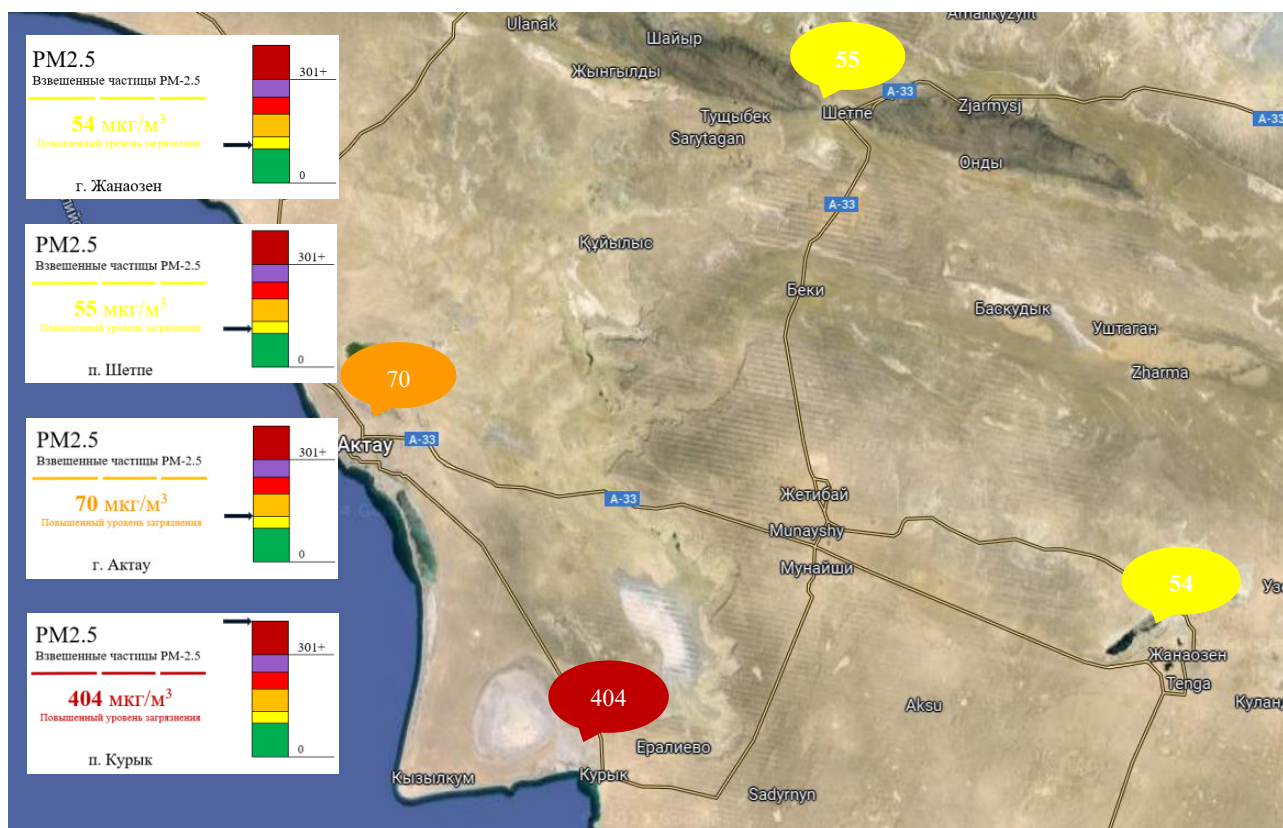 PM2.5
Взвешенные частицы PM-2.5
54 мкг/м³
Повышенный уровень загрязнения
г. Жанаозен
301+
0
PM2.5
Взвешенные частицы PM-2.5
55 мкг/м³
Повышенный уровень загрязнения
п. Шетпе
301+
0
PM2.5
Взвешенные частицы PM-2.5
70 мкг/м³
Повышенный уровень загрязнения
г. Актау
301+
0
PM2.5
Взвешенные частицы PM-2.5
404 мкг/м³
Повышенный уровень загрязнения
п. Курык
301+
0
Ulanak
Шайыр
Жынгылды
55
A-33
Шетпе
Zjarmysj
Тущыбек
Sarytagan
A-33
Онды
A-33
Құйылыс
Беки
Баскудык
Уштаган
Zharma
70
Актау
A-33
A-33
Жетибай
Munayshy
Мунайши
54
Жанаозен
Tenga
Aksu
404
Ералиево
Кызылкум
Курык
Sadyrnyn